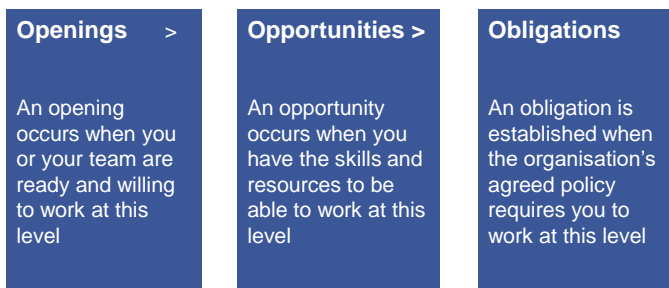 Openings >
An opening
occurs when you
or your team are
ready and willing
to work at this
level
Opportunities >
An opportunity
occurs when you
have the skills and
resources to be
able to work at this
level
Obligations
An obligation is
established when
the organisation's
agreed policy
requires you to
work at this level